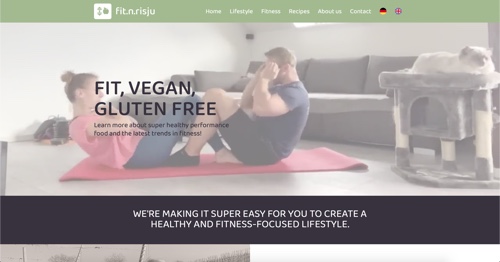 fit.n.risju
Home Lifestyle Fitness Recipes About us Contact
FIT, VEGAN,
GLUTEN FREE
Learn more about super healthy performance
food and the latest trends in fitness!
WE'RE MAKING IT SUPER EASY FOR YOU TO CREATE A
HEALTHY AND FITNESS-FOCUSED LIFESTYLE.